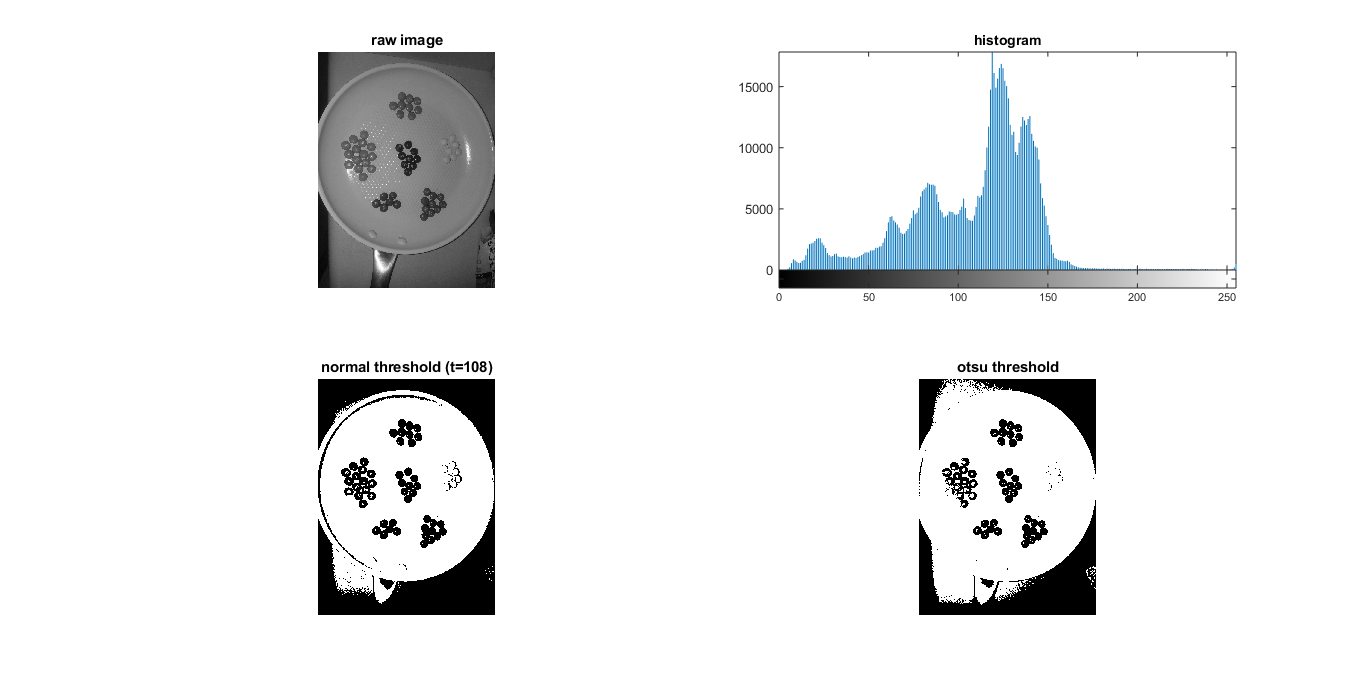 raw image
histogram
15000
10000
5000
0
0 50 100 150 200 250
normal threshold (t=108)
otsu threshold